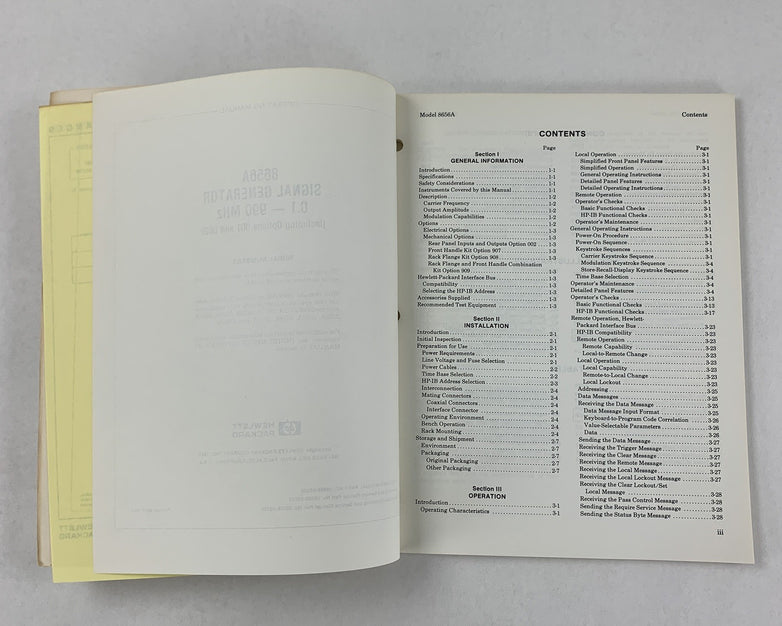 Model 8656A
Contents
CONTENTS
Page
Section I
GENERAL INFORMATION
Introduction 1-1
Specifications 1-1
Safety Considerations 1-1
Instruments Covered by this Manual 1-1
Description 1-2
Carrier Frequency 1-2
Output Amplitude 1-2
Modulation Capabilities 1-2
Options 1-3
Electrical Options 1-3
Mechanical Options 1-3
Rear Panel Inputs and Outputs Option 002 1-3
Front Handle Kit Option 907 1-3
Rack Flange Kit Option 908 1-3
Rack Flange and Front Handle Combination
Kit Option 909 1-3
Hewlett-Packard Interface Bus 1-3
Compatibility 1-3
Selecting the HP-IB Address 1-3
Accessories Supplied 1-3
Recommended Test Equipment 1-3
Section II
INSTALLATION
Introduction 2-1
Initial Inspection 2-1
Preparation for Use 2-1
Power Requirements 2-1
Line Voltage and Fuse Selection 2-1
Power Cables 2-2
Time Base Selection 2-2
HP-IB Address Selection 2-3
Interconnection 2-4
Mating Connectors 2-4
Coaxial Connectors 2-4
Interface Connector 2-4
Operating Environment 2-4
Bench Operation 2-4
Rack Mounting 2-4
Storage and Shipment 2-7
Environment 2-7
Packaging 2-7
Original Packaging 2-7
Other Packaging 2-7
Section III
OPERATION
Introduction 3-1
Operating Characteristics 3-1
Page
Local Operation 3-1
Simplified Front Panel Features 3-1
Simplified Operation 3-1
General Operating Instructions 3-1
Detailed Panel Features 3-1
Detailed Operating Instructions 3-1
Remote Operation 3-1
Operator's Checks 3-1
Basic Functional Checks 3-1
HP-IB Functional Checks 3-1
Operator's Maintenance 3-1
General Operating Instructions 3-1
Power-On Procedure 3-1
Power-On Sequence 3-1
Keystroke Sequences 3-1
Carrier Keystroke Sequence 3-1
Modulation Keystroke Sequence 3-4
Store-Recall-Display Keystroke Sequence 3-4
Time Base Selection 3-4
Operator's Maintenance 3-4
Detailed Panel Features 3-4
Operator's Checks 3-13
Basic Functional Checks 3-13
HP-IB Functional Checks 3-17
Remote Operation, Hewlett-
Packard Interface Bus 3-23
HP-IB Compatibility 3-23
Remote Operation 3-23
Remote Capability 3-23
Local-to-Remote Change 3-23
Local Operation 3-23
Local Capability 3-23
Remote-to-Local Change 3-23
Local Lockout 3-23
Addressing 3-25
Data Messages 3-25
Receiving the Data Message 3-25
Data Message Input Format 3-25
Keyboard-to-Program Code Correlation 3-26
Value-Selectable Parameters 3-26
Data 3-26
Sending the Data Message 3-27
Receiving the Trigger Message 3-27
Receiving the Clear Message 3-27
Receiving the Remote Message 3-27
Receiving the Local Message 3-27
Receiving the Local Lockout Message 3-27
Receiving the Clear Lockout/Set
Local Message 3-28
Receiving the Pass Control Message 3-28
Sending the Require Service Message 3-28
Sending the Status Byte Message 3-28
iii